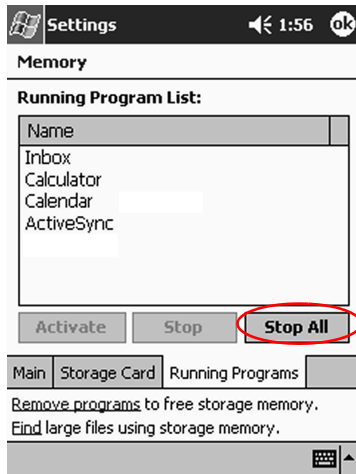 Settings 1:56 ok
Memory
Running Program List:
Name
Inbox
Calculator
Calendar
ActiveSync
Activate Stop Stop All
Main Storage Card Running Programs
Remove programs to free storage memory.
Find large files using storage memory.